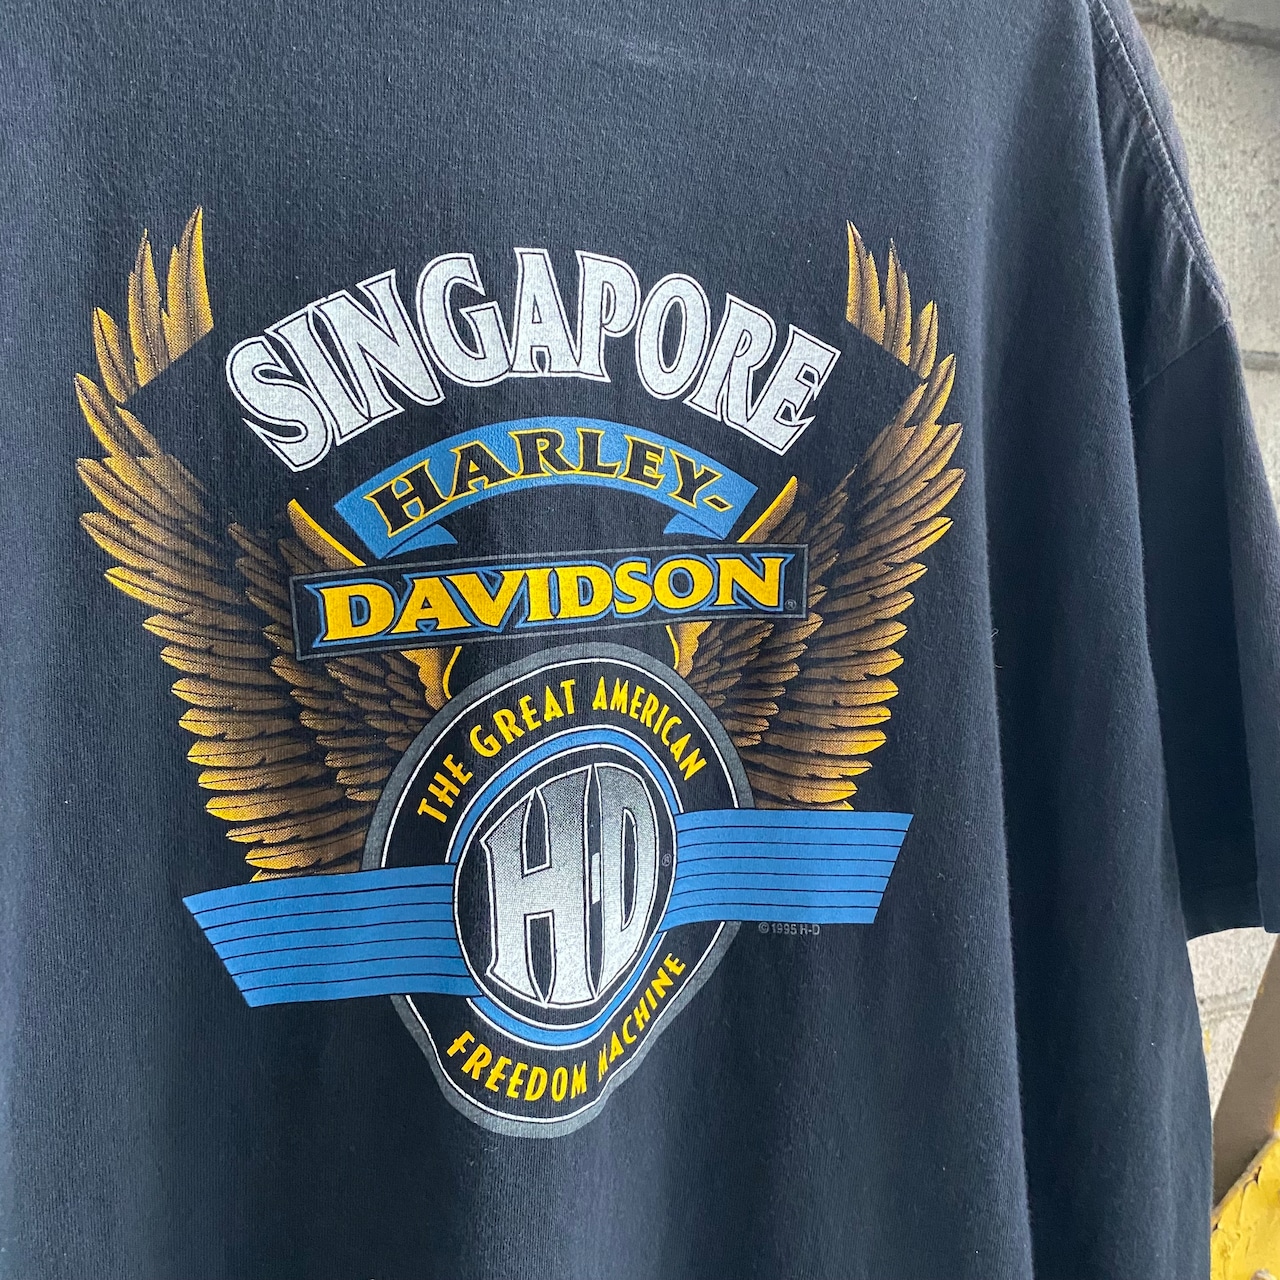 SINGAPORE
HARLEY-
DAVIDSON®
THE GREAT AMERICAN
H-D®
©1995 H-D
FREEDOM MACHINE